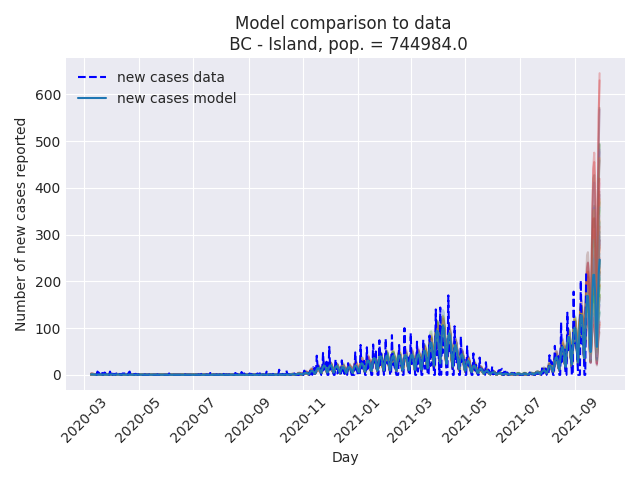 Model comparison to data
BC - Island, pop. = 744984.0
new cases data
new cases model
Number of new cases reported
600
500
400
300
200
100
0
2020-03
2020-05
2020-07
2020-09
2020-11
2021-01
2021-03
2021-05
2021-07
2021-09
Day